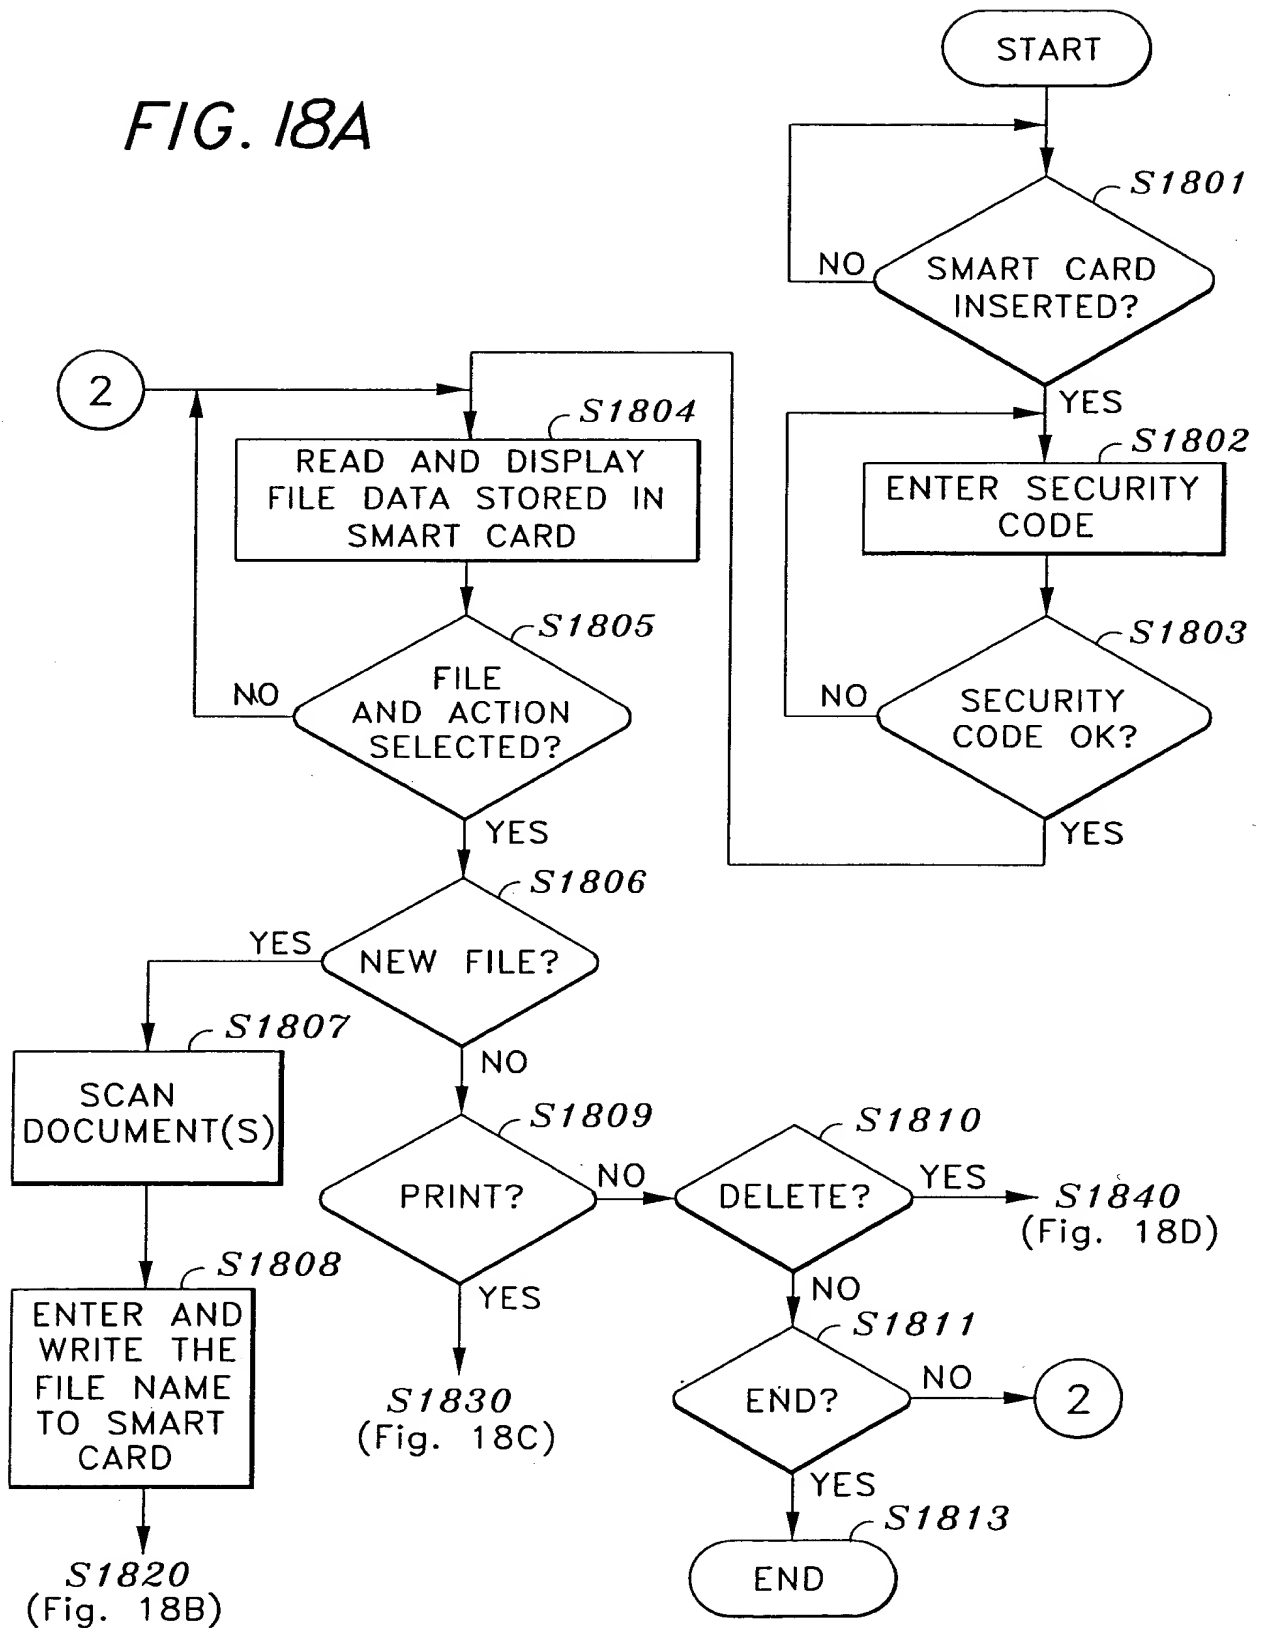 FIG. 18A
START
S1801
SMART CARD
INSERTED?
NO
YES
S1802
ENTER SECURITY
CODE
S1803
SECURITY
CODE OK?
NO
YES
2
S1804
READ AND DISPLAY
FILE DATA STORED IN
SMART CARD
S1805
FILE
AND ACTION
SELECTED?
NO
YES
S1806
NEW FILE?
YES
NO
S1807
SCAN
DOCUMENT(S)
S1808
ENTER AND
WRITE THE
FILE NAME
TO SMART
CARD
S1820
(Fig. 18B)
S1809
PRINT?
NO
YES
S1830
(Fig. 18C)
S1810
DELETE?
YES
S1840
(Fig. 18D)
NO
S1811
END?
NO
2
YES
S1813
END